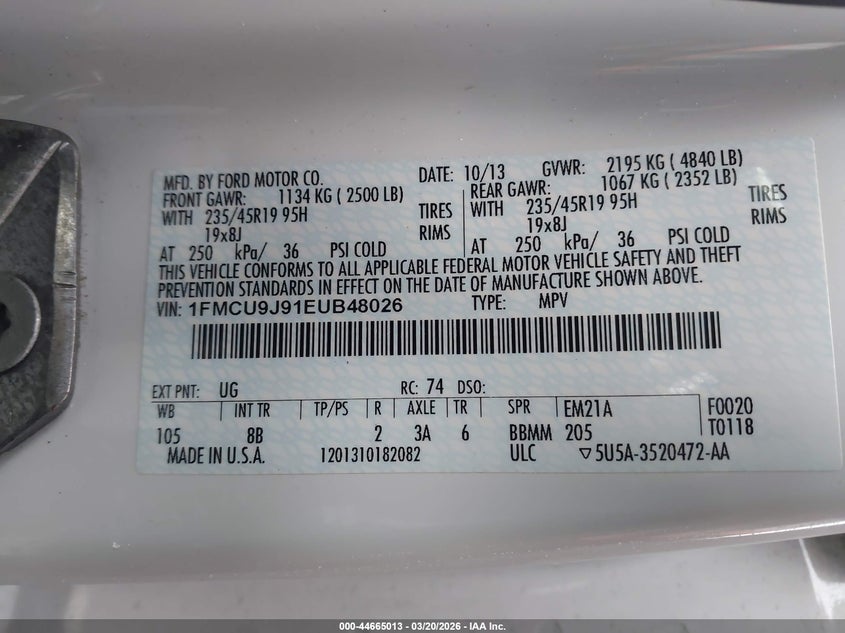 MFD. BY FORD MOTOR CO. DATE: 10/13 GVWR: 2195 KG ( 4840 LB)
FRONT GAWR: 1134 KG ( 2500 LB) REAR GAWR: 1067 KG ( 2352 LB)
WITH 235/45R19 95H TIRES WITH 235/45R19 95H TIRES
19x8J RIMS 19x8J RIMS
AT 250 kPa/ 36 PSI COLD AT 250 kPa/ 36 PSI COLD
THIS VEHICLE CONFORMS TO ALL APPLICABLE FEDERAL MOTOR VEHICLE SAFETY AND THEFT
PREVENTION STANDARDS IN EFFECT ON THE DATE OF MANUFACTURE SHOWN ABOVE.
VIN: 1FMCU9J91EUB48026 TYPE: MPV
EXT PNT: UG RC: 74 DSO:
WB INT TR TP/PS R AXLE TR SPR EM21A F0020
105 8B 2 3A 6 BBMM 205 T0118
MADE IN U.S.A. 1201310182082 ULC ▽5U5A-3520472-AA
000-44665013 — 03/20/2026 — IAA Inc.